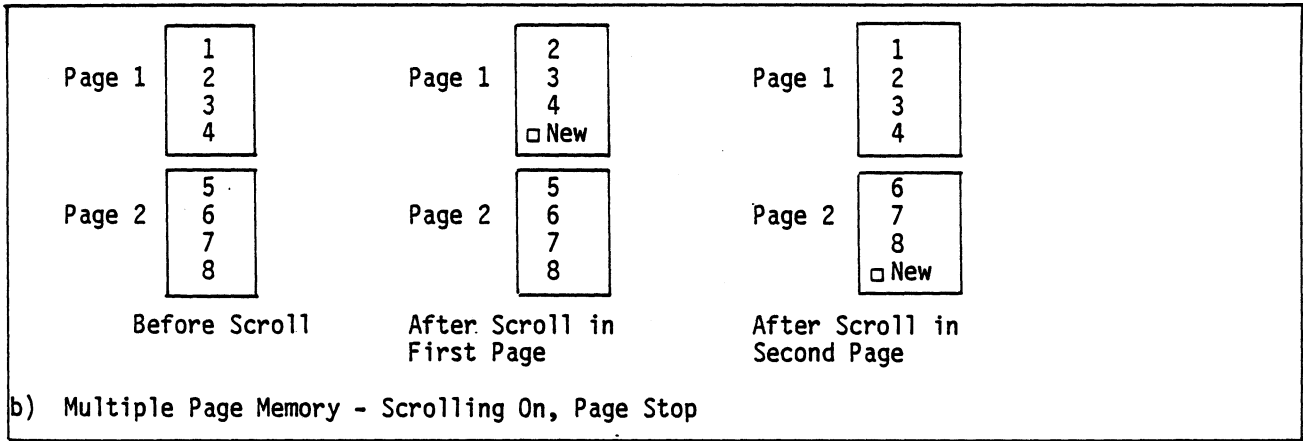 1
Page 1 2
3
4
5
Page 2 6
7
8
Before Scroll
2
Page 1 3
4
□ New
5
Page 2 6
7
8
After Scroll in
First Page
1
Page 1 2
3
4
6
Page 2 7
8
□ New
After Scroll in
Second Page
b) Multiple Page Memory - Scrolling On, Page Stop